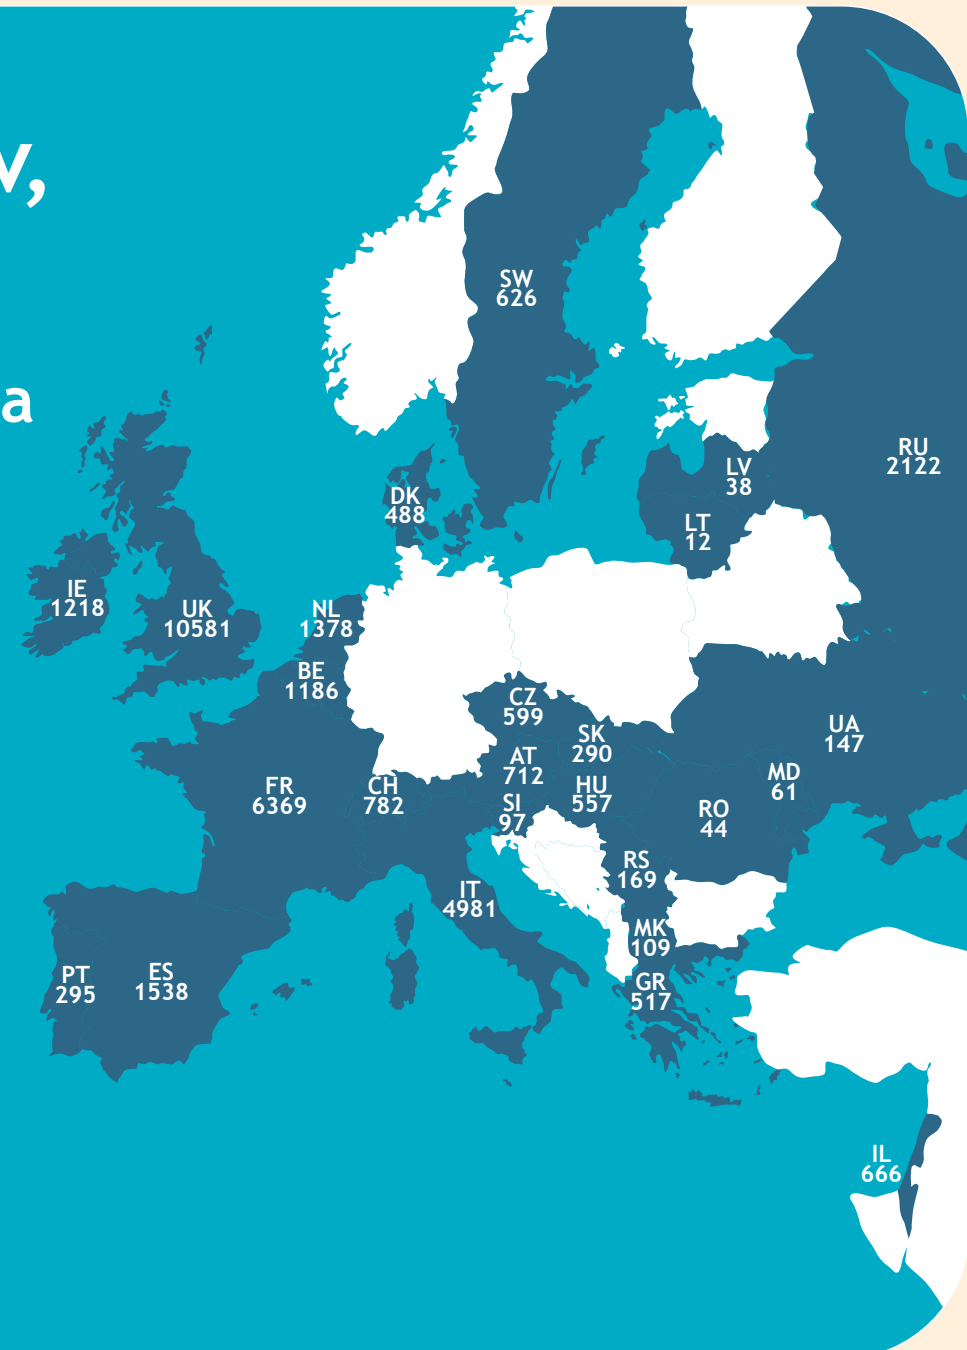 v,
a
SW
626
RU
2122
LV
38
DK
488
LT
12
IE
1218
UK
10581
NL
1378
BE
1186
CZ
599
UA
147
SK
290
AT
712
MD
61
FR
6369
CH
782
HU
557
SI
97
RO
44
RS
169
IT
4981
MK
109
PT
295
ES
1538
GR
517
IL
666